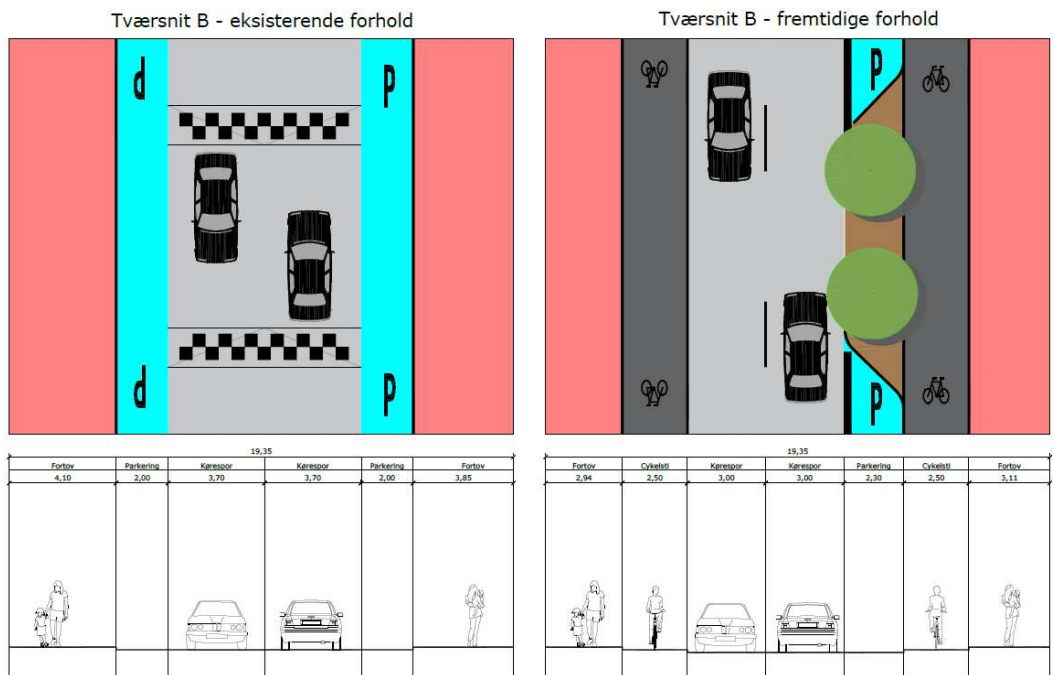 Tværsnit B - eksisterende forhold
P P
P P
19,35
Fortov Parkering Kørespor Kørespor Parkering Fortov
4,10 2,00 3,70 3,70 2,00 3,85
Tværsnit B - fremtidige forhold
P
P
19,35
Fortov Cykelsti Kørespor Kørespor Parkering Cykelsti Fortov
2,94 2,50 3,00 3,00 2,30 2,50 3,11